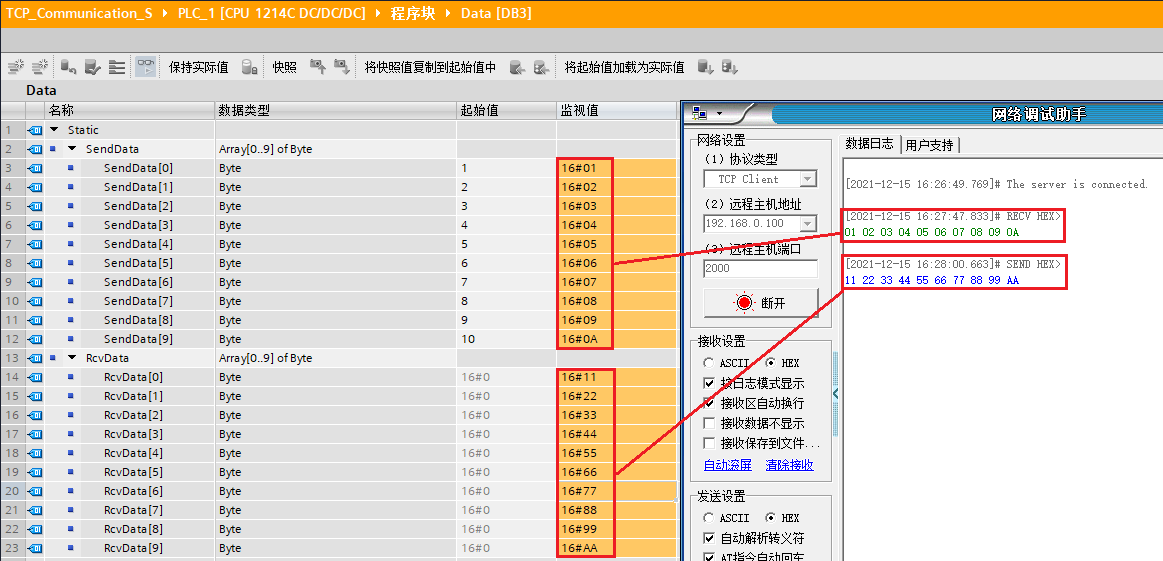 TCP_Communication_S PLC_1 [CPU 1214C DC/DC/DC] 程序块 Data [DB3]
保持实际值 快照 将快照值复制到起始值中 将起始值加载为实际值
Data
名称 数据类型 起始值 监视值
1 Static
2 SendData Array[0..9] of Byte
3 SendData[0] Byte 1 16#01
4 SendData[1] Byte 2 16#02
5 SendData[2] Byte 3 16#03
6 SendData[3] Byte 4 16#04
7 SendData[4] Byte 5 16#05
8 SendData[5] Byte 6 16#06
9 SendData[6] Byte 7 16#07
10 SendData[7] Byte 8 16#08
11 SendData[8] Byte 9 16#09
12 SendData[9] Byte 10 16#0A
13 RcvData Array[0..9] of Byte
14 RcvData[0] Byte 16#0 16#11
15 RcvData[1] Byte 16#0 16#22
16 RcvData[2] Byte 16#0 16#33
17 RcvData[3] Byte 16#0 16#44
18 RcvData[4] Byte 16#0 16#55
19 RcvData[5] Byte 16#0 16#66
20 RcvData[6] Byte 16#0 16#77
21 RcvData[7] Byte 16#0 16#88
22 RcvData[8] Byte 16#0 16#99
23 RcvData[9] Byte 16#0 16#AA
网络调试助手
网络设置
(1) 协议类型
TCP Client
(2) 远程主机地址
192.168.0.100
(3) 远程主机端口
2000
断开
接收设置
ASCII HEX
按日志模式显示
接收区自动换行
接收数据不显示
接收保存到文件...
自动滚屏 清除接收
发送设置
ASCII HEX
自动解析转义符
AT指令自动回车
数据日志 用户支持
[2021-12-15 16:26:49.769]# The server is connected.
[2021-12-15 16:27:47.833]# RECV HEX>
01 02 03 04 05 06 07 08 09 0A
[2021-12-15 16:28:00.663]# SEND HEX>
11 22 33 44 55 66 77 88 99 AA